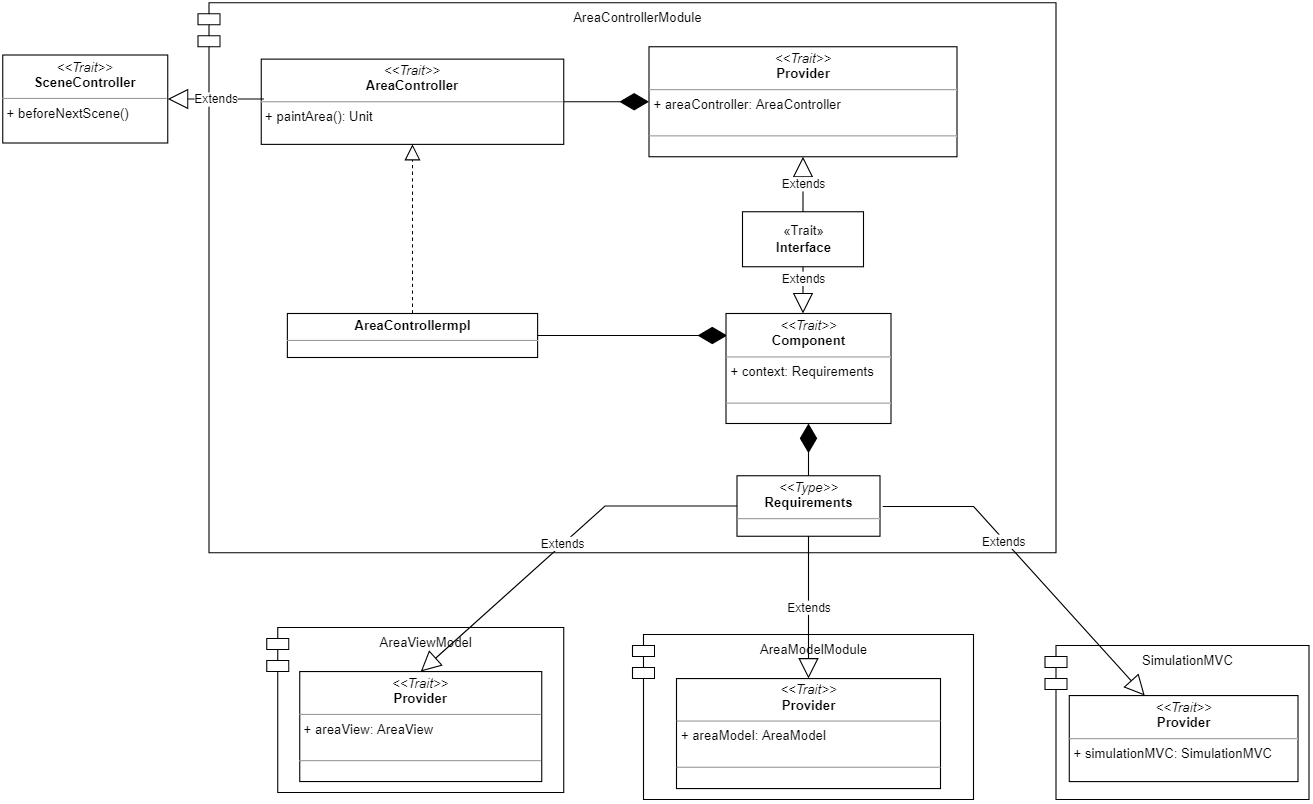 AreaControllerModule
<<Trait>>
SceneController
+ beforeNextScene()
Extends
<<Trait>>
AreaController
+ paintArea(): Unit
<<Trait>>
Provider
+ areaController: AreaController
Extends
«Trait»
Interface
Extends
AreaControllermpl
<<Trait>>
Component
+ context: Requirements
<<Type>>
Requirements
Extends
Extends
Extends
AreaViewModel
<<Trait>>
Provider
+ areaView: AreaView
AreaModelModule
<<Trait>>
Provider
+ areaModel: AreaModel
SimulationMVC
<<Trait>>
Provider
+ simulationMVC: SimulationMVC